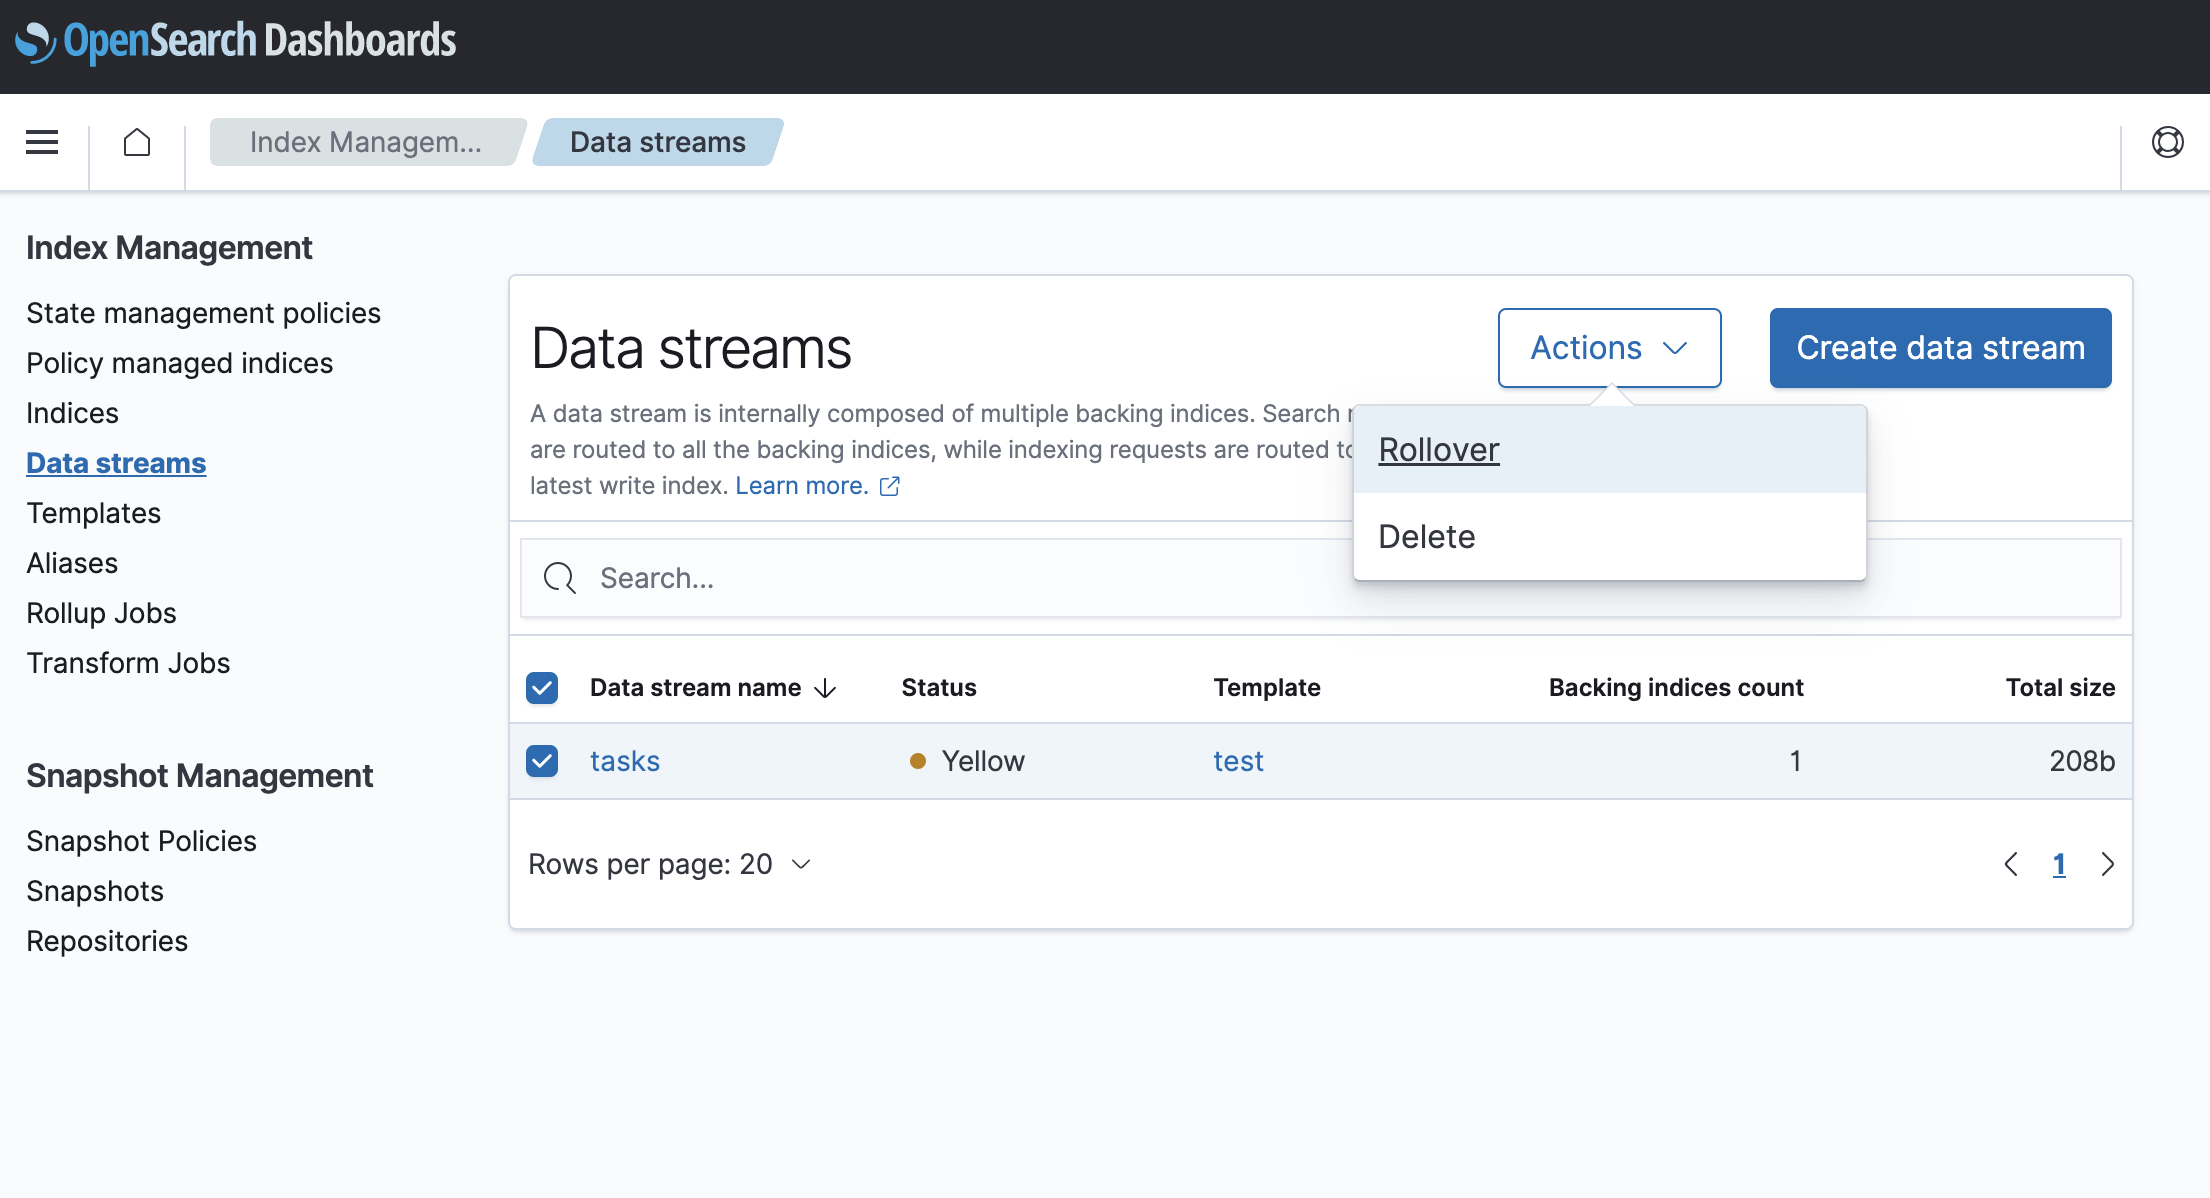 OpenSearch Dashboards
Index Managem...
Data streams
Index Management
State management policies
Policy managed indices
Indices
Data streams
Templates
Aliases
Rollup Jobs
Transform Jobs
Snapshot Management
Snapshot Policies
Snapshots
Repositories
Data streams
Actions
Create data stream
A data stream is internally composed of multiple backing indices. Search
are routed to all the backing indices, while indexing requests are routed
latest write index. Learn more.
Rollover
Delete
Search...
Data stream name Status Template Backing indices count Total size
tasks Yellow test 1 208b
Rows per page: 20
1